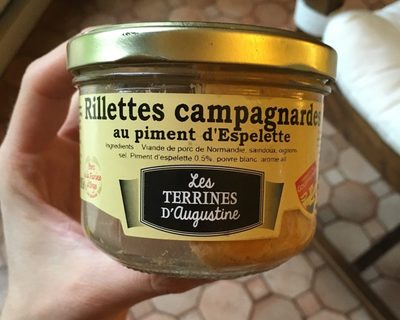 Rillettes campagnardes
au piment d'Espelette
Ingrédients : Viande de porc de Normandie, saindoux, oignons,
sel, Piment d'espelette 0.5%, poivre blanc, arome ail
Les
TERRINES
D'Augustine